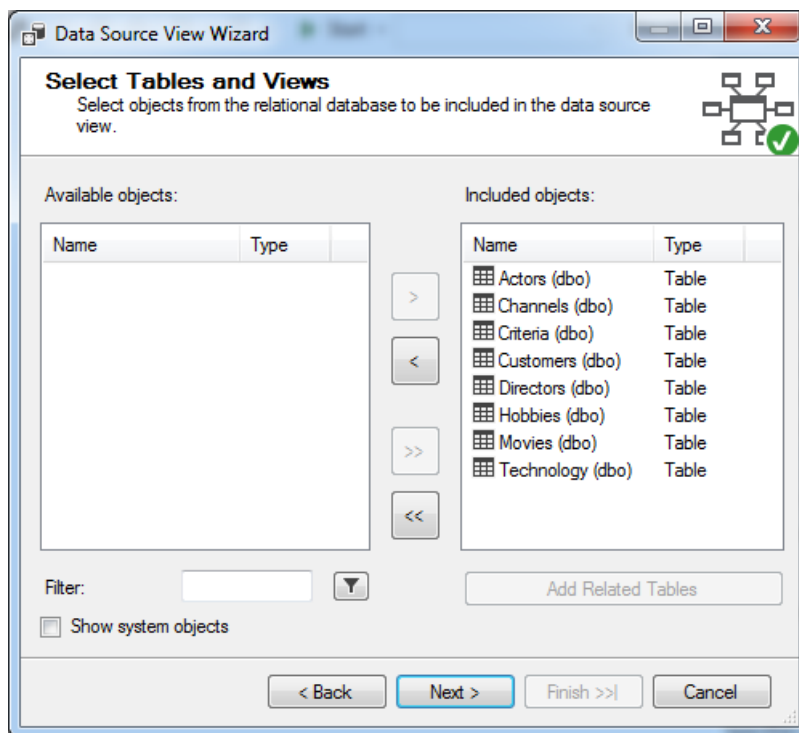 Data Source View Wizard
Select Tables and Views
Select objects from the relational database to be included in the data source
view.
Available objects:
Included objects:
Name Type
Name Type
Actors (dbo) Table
Channels (dbo) Table
Criteria (dbo) Table
Customers (dbo) Table
Directors (dbo) Table
Hobbies (dbo) Table
Movies (dbo) Table
Technology (dbo) Table
>
<
>>
<<
Filter:
Add Related Tables
Show system objects
< Back Next > Finish >>| Cancel